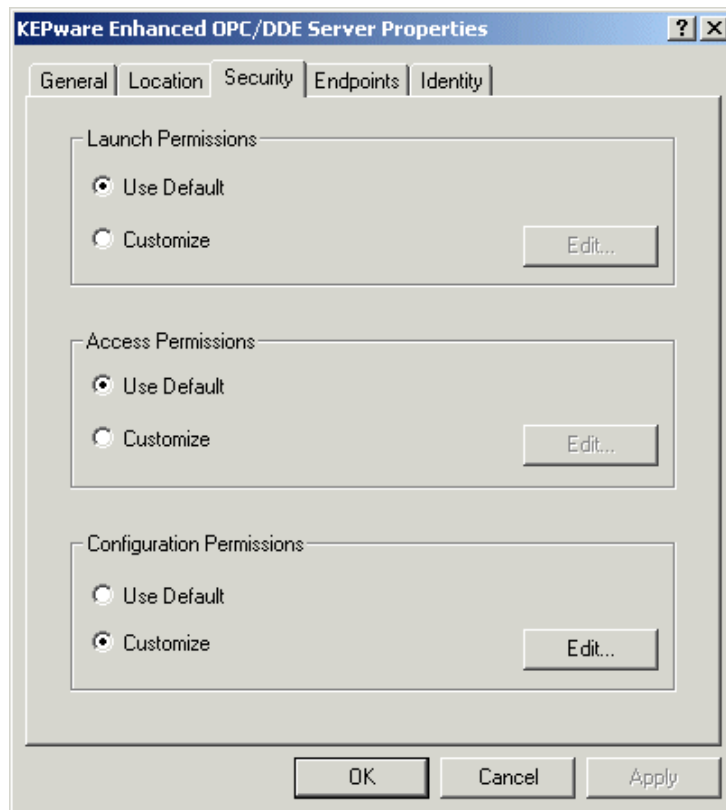 KEPware Enhanced OPC/DDE Server Properties
General Location Security Endpoints Identity
Launch Permissions
Use Default
Customize
Edit...
Access Permissions
Use Default
Customize
Edit...
Configuration Permissions
Use Default
Customize
Edit...
OK Cancel Apply